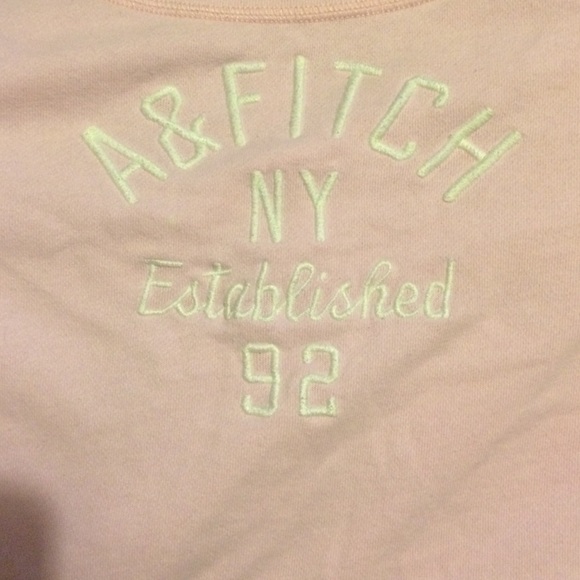 A&FITCH
NY
Established
92